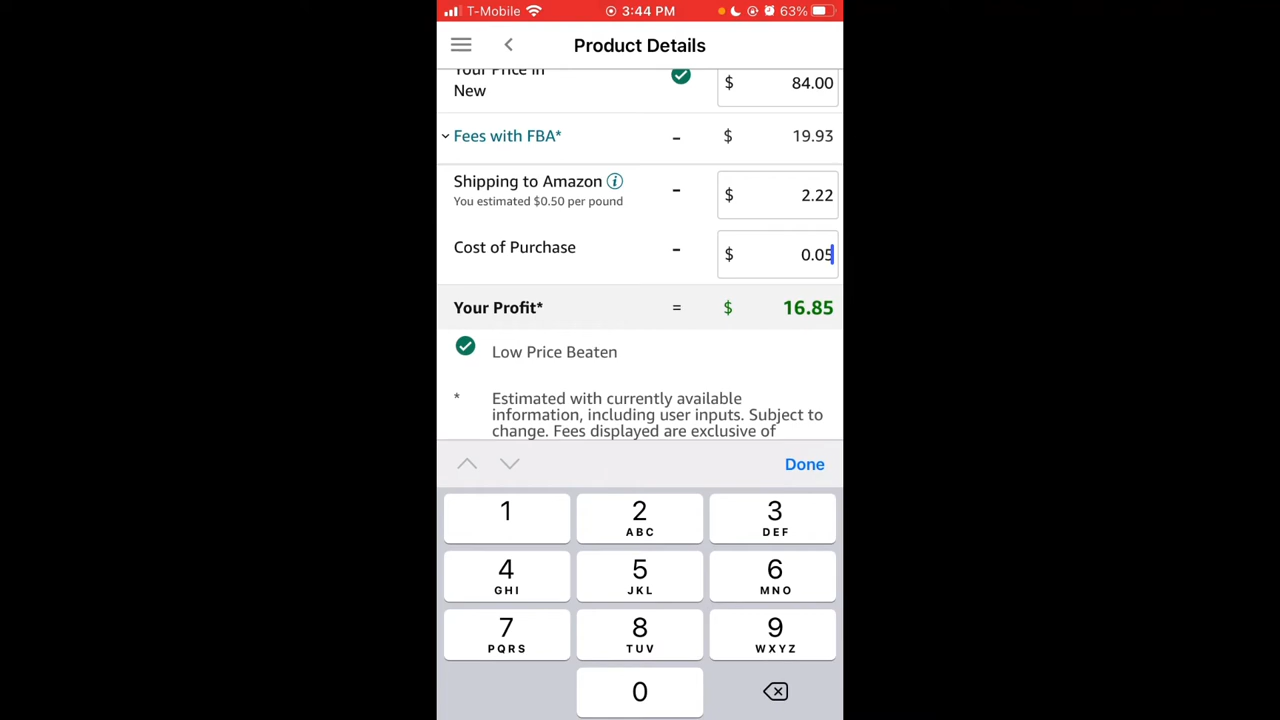 T-Mobile 3:44 PM 63%
Product Details
Your Price in
New $ 84.00
Fees with FBA* - $ 19.93
Shipping to Amazon - $ 2.22
You estimated $0.50 per pound
Cost of Purchase - $ 0.05
Your Profit* = $ 16.85
Low Price Beaten
* Estimated with currently available
information, including user inputs. Subject to
change. Fees displayed are exclusive of
Done
1 2 3
ABC DEF
4 5 6
GHI JKL MNO
7 8 9
PQRS TUV WXYZ
0